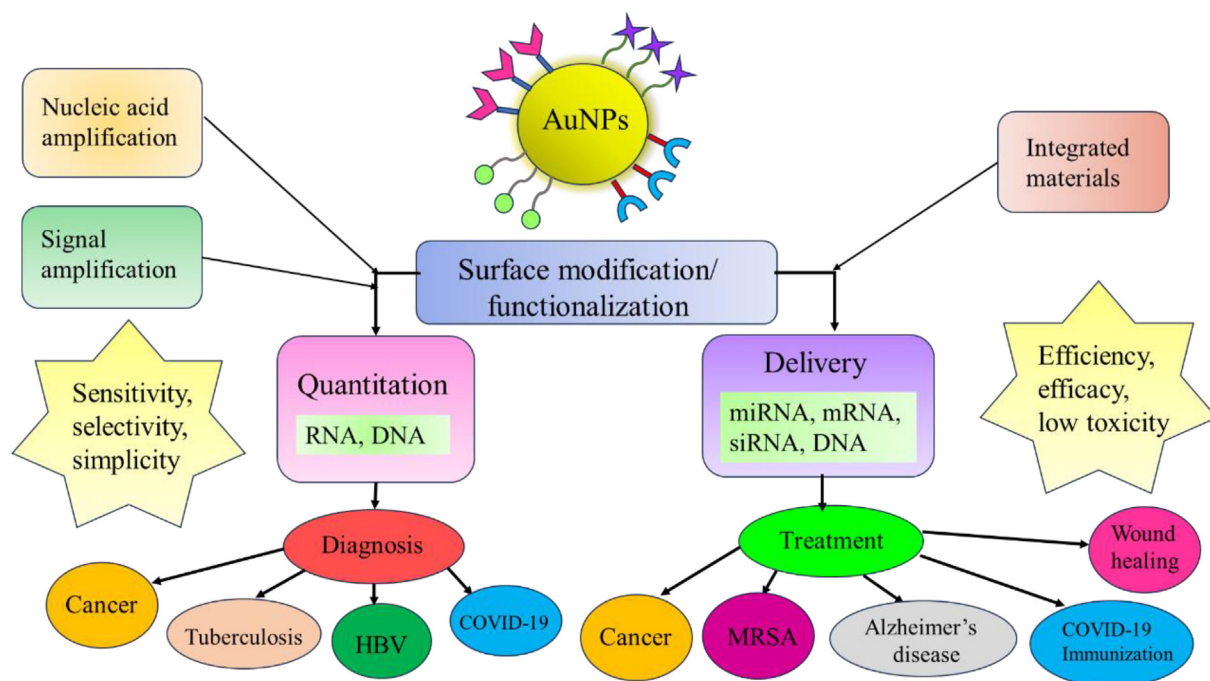 AuNPs
Nucleic acid
amplification
Integrated
materials
Signal
amplification
Surface modification/
functionalization
Sensitivity,
selectivity,
simplicity
Quantitation
RNA, DNA
Delivery
miRNA, mRNA,
siRNA, DNA
Efficiency,
efficacy,
low toxicity
Diagnosis
Treatment
Wound
healing
Cancer
Tuberculosis
HBV
COVID-19
Cancer
MRSA
Alzheimer's
disease
COVID-19
Immunization